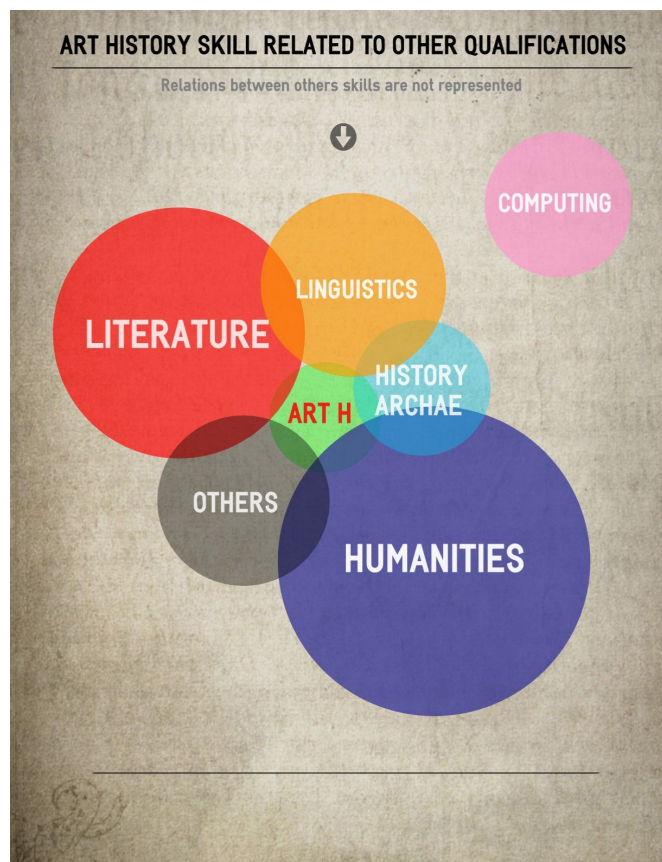 ART HISTORY SKILL RELATED TO OTHER QUALIFICATIONS
Relations between others skills are not represented
COMPUTING
LINGUISTICS
LITERATURE
HISTORY
ARCHAE
ART H
OTHERS
HUMANITIES